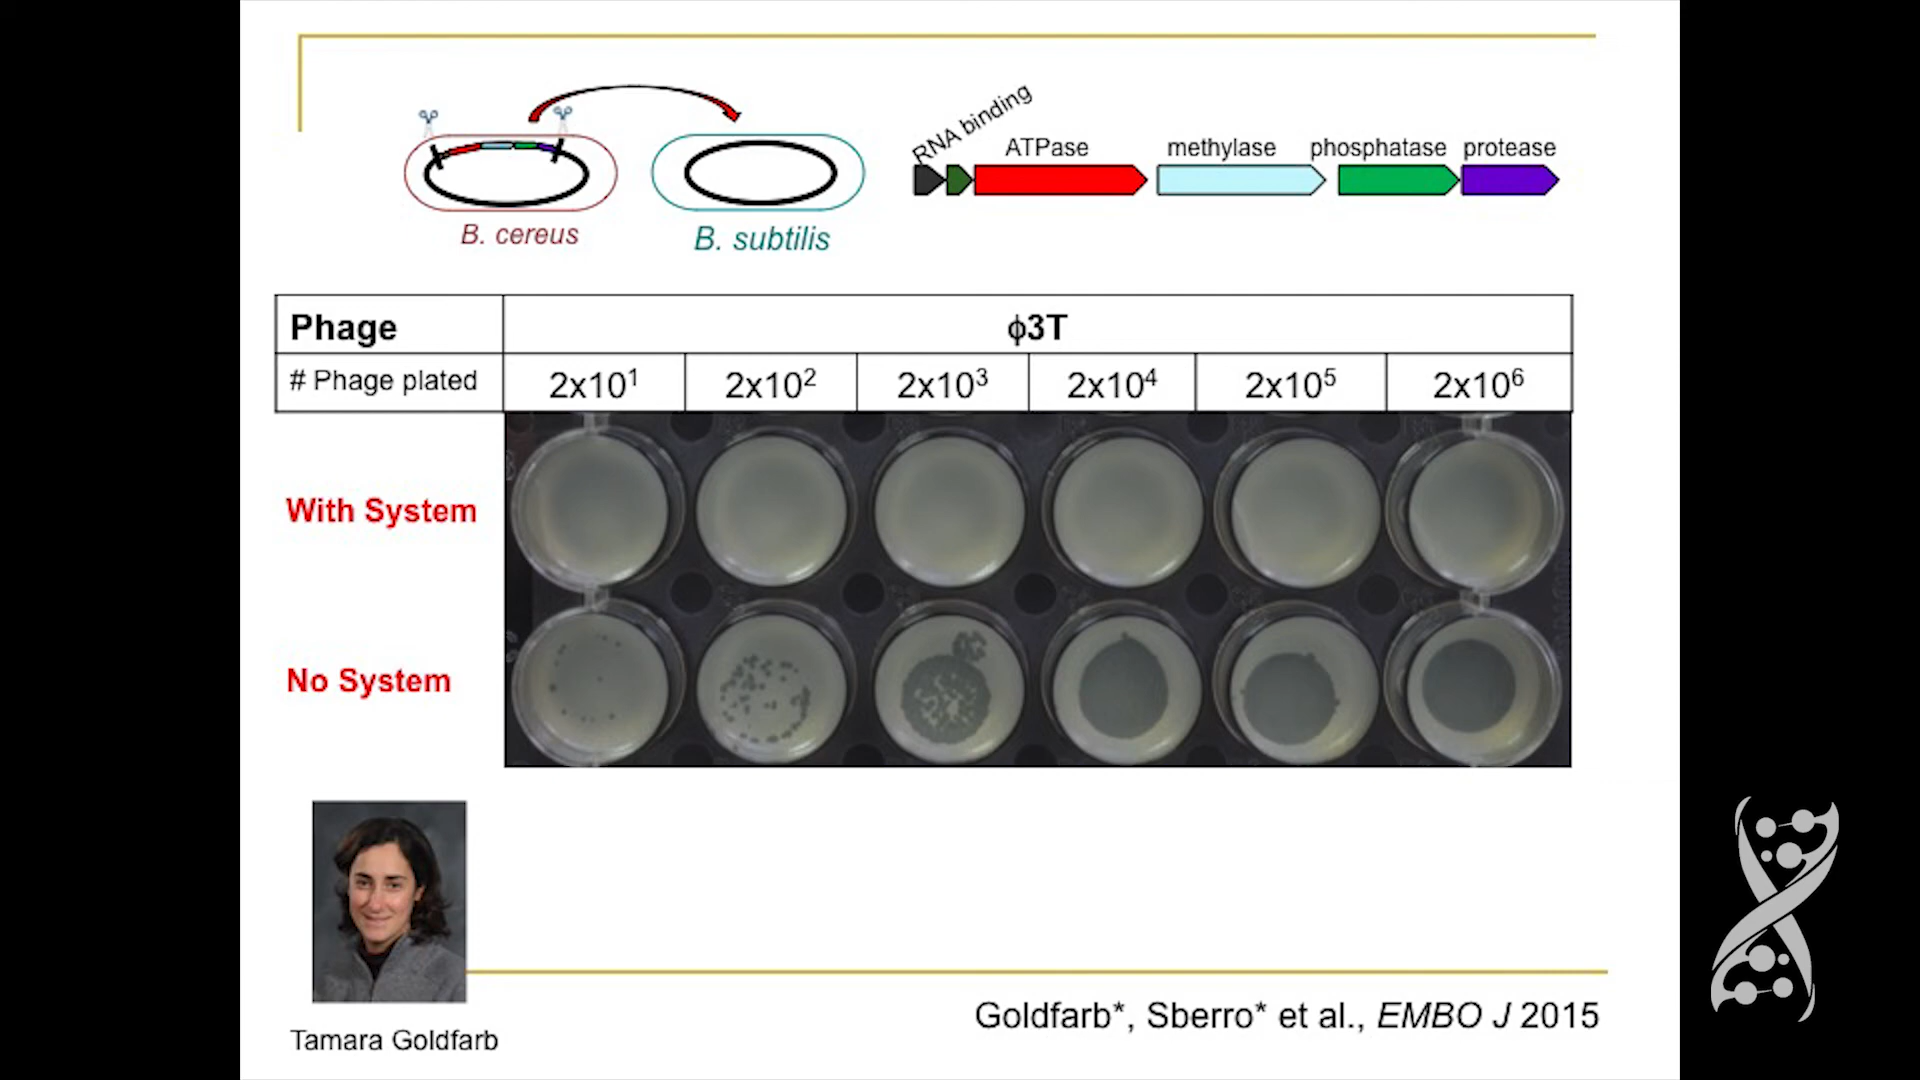 RNA binding
ATPase
methylase
phosphatase
protease
B. cereus
B. subtilis
Phage
ϕ3T
# Phage plated
2x10¹
2x10²
2x10³
2x10⁴
2x10⁵
2x10⁶
With System
No System
Tamara Goldfarb
Goldfarb*, Sberro* et al., EMBO J 2015